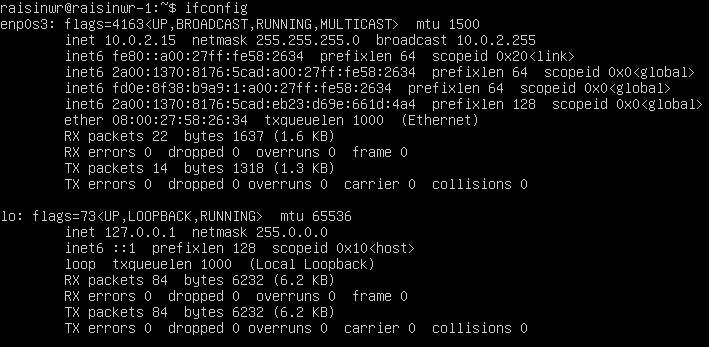 raisinwr@raisinwr-1:~$ ifconfig
enp0s3: flags=4163<UP,BROADCAST,RUNNING,MULTICAST>  mtu 1500
        inet 10.0.2.15  netmask 255.255.255.0  broadcast 10.0.2.255
        inet6 fe80::a00:27ff:fe58:2634  prefixlen 64  scopeid 0x20<link>
        inet6 2a00:1370:8176:5cad:a00:27ff:fe58:2634  prefixlen 64  scopeid 0x0<global>
        inet6 fd0e:8f38:b9a9:1:a00:27ff:fe58:2634  prefixlen 64  scopeid 0x0<global>
        inet6 2a00:1370:8176:5cad:eb23:d69e:661d:4a4  prefixlen 128  scopeid 0x0<global>
        ether 08:00:27:58:26:34  txqueuelen 1000  (Ethernet)
        RX packets 22  bytes 1637 (1.6 KB)
        RX errors 0  dropped 0  overruns 0  frame 0
        TX packets 14  bytes 1318 (1.3 KB)
        TX errors 0  dropped 0 overruns 0  carrier 0  collisions 0

lo: flags=73<UP,LOOPBACK,RUNNING>  mtu 65536
        inet 127.0.0.1  netmask 255.0.0.0
        inet6 ::1  prefixlen 128  scopeid 0x10<host>
        loop  txqueuelen 1000  (Local Loopback)
        RX packets 84  bytes 6232 (6.2 KB)
        RX errors 0  dropped 0  overruns 0  frame 0
        TX packets 84  bytes 6232 (6.2 KB)
        TX errors 0  dropped 0 overruns 0  carrier 0  collisions 0